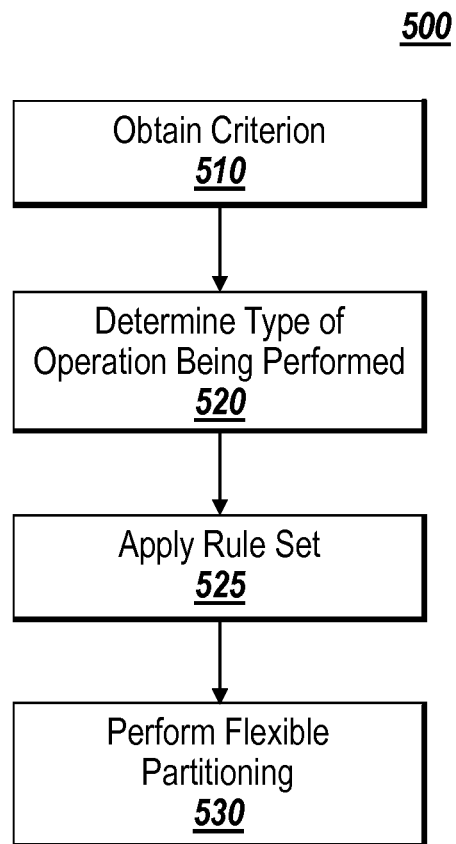 500
Obtain Criterion
510
Determine Type of
Operation Being Performed
520
Apply Rule Set
525
Perform Flexible
Partitioning
530